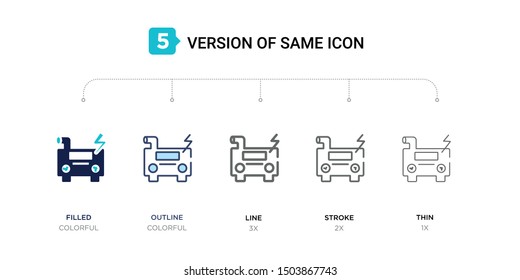 5 VERSION OF SAME ICON
FILLED
COLORFUL
OUTLINE
COLORFUL
LINE
3X
STROKE
2X
THIN
1X
shutterstock.com · 1503867743